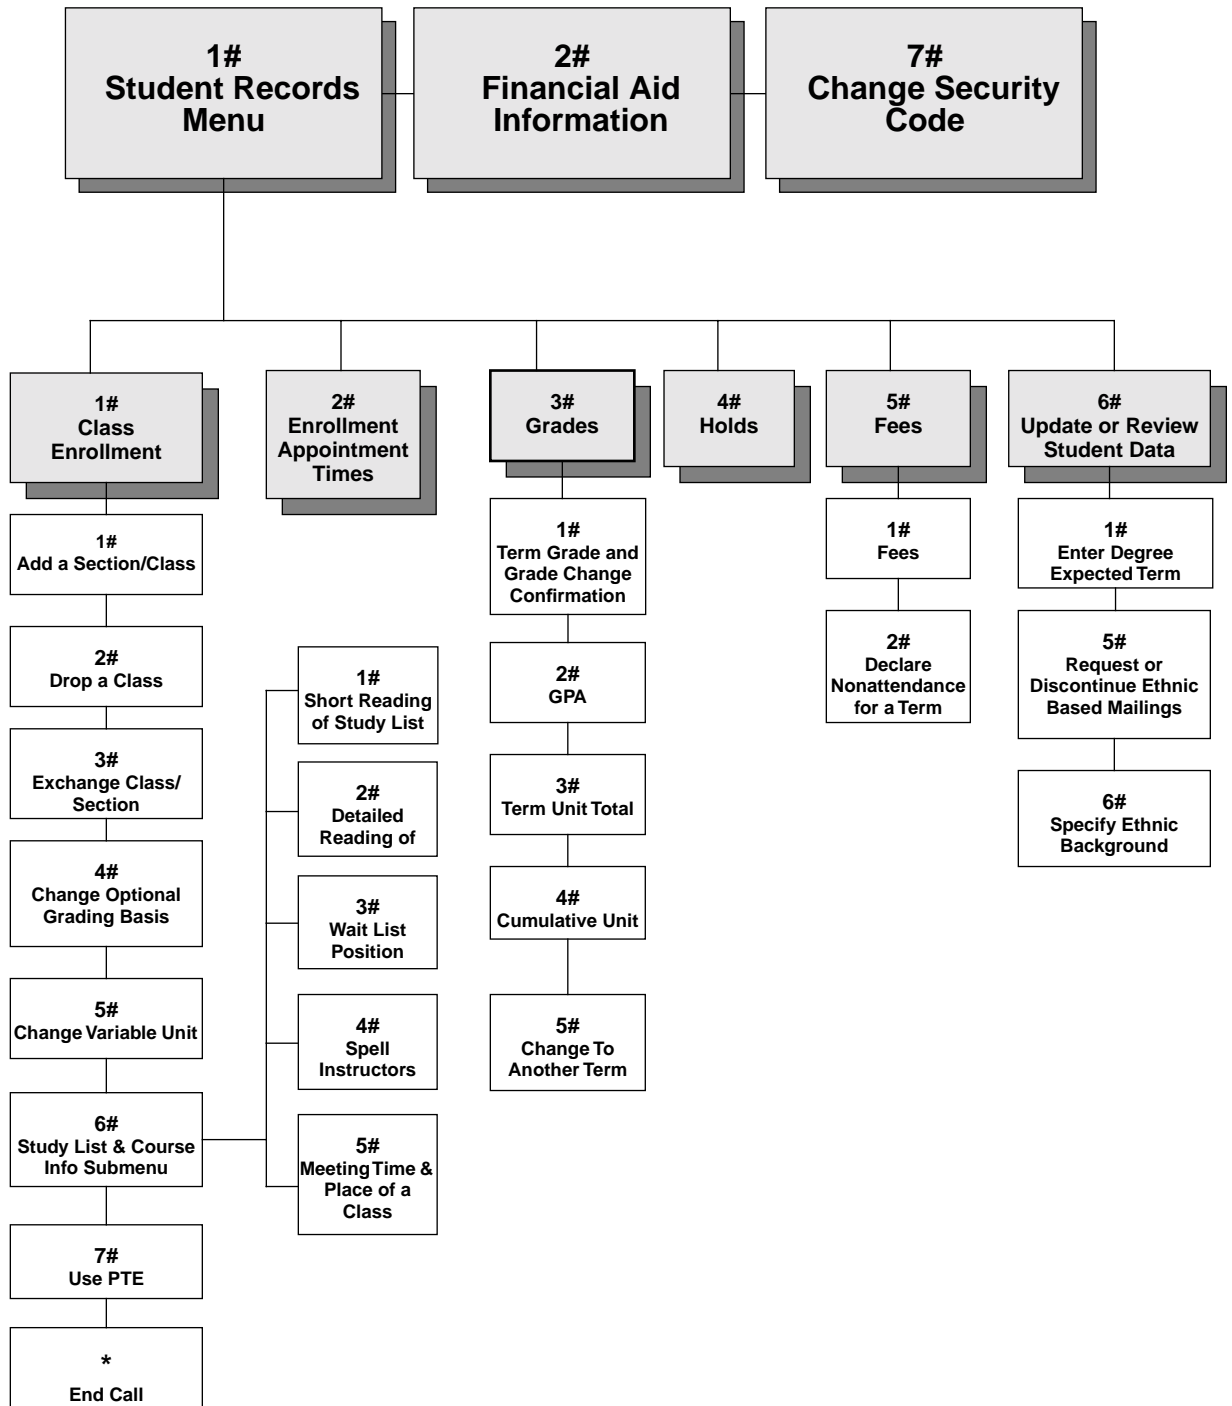 1#
Student Records
Menu
2#
Financial Aid
Information
7#
Change Security
Code
1#
Class
Enrollment
2#
Enrollment
Appointment
Times
3#
Grades
4#
Holds
5#
Fees
6#
Update or Review
Student Data
1#
Add a Section/Class
2#
Drop a Class
3#
Exchange Class/
Section
4#
Change Optional
Grading Basis
5#
Change Variable Unit
6#
Study List & Course
Info Submenu
7#
Use PTE
*
End Call
1#
Short Reading
of Study List
2#
Detailed
Reading of
3#
Wait List
Position
4#
Spell
Instructors
5#
Meeting Time &
Place of a
Class
1#
Term Grade and
Grade Change
Confirmation
2#
GPA
3#
Term Unit Total
4#
Cumulative Unit
5#
Change To
Another Term
1#
Fees
2#
Declare
Nonattendance
for a Term
1#
Enter Degree
Expected Term
5#
Request or
Discontinue Ethnic
Based Mailings
6#
Specify Ethnic
Background